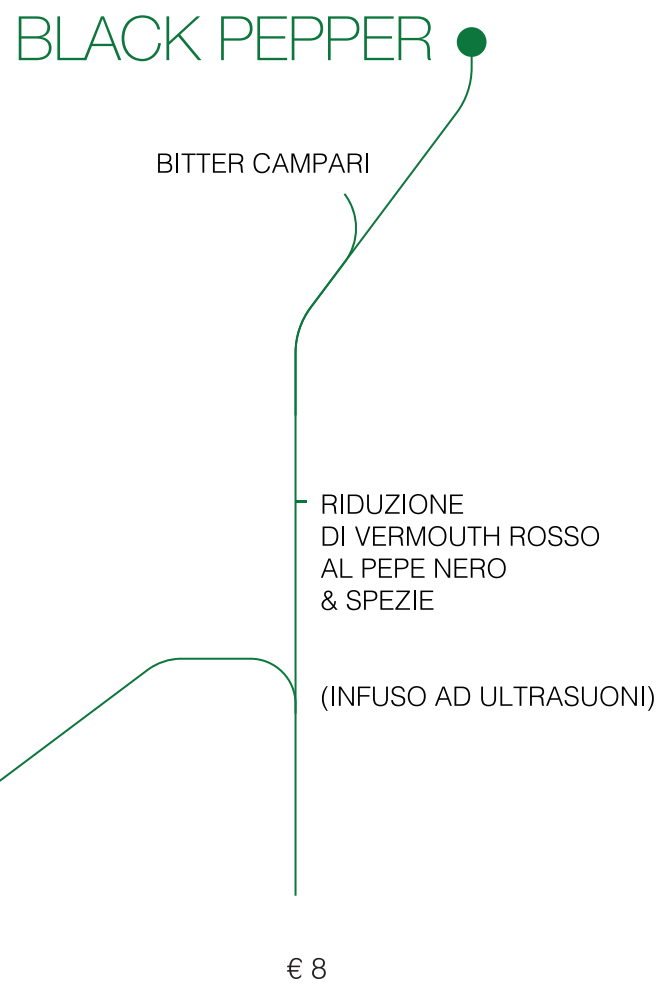 BLACK PEPPER
BITTER CAMPARI
RIDUZIONE
DI VERMOUTH ROSSO
AL PEPE NERO
& SPEZIE
(INFUSO AD ULTRASUONI)
€ 8